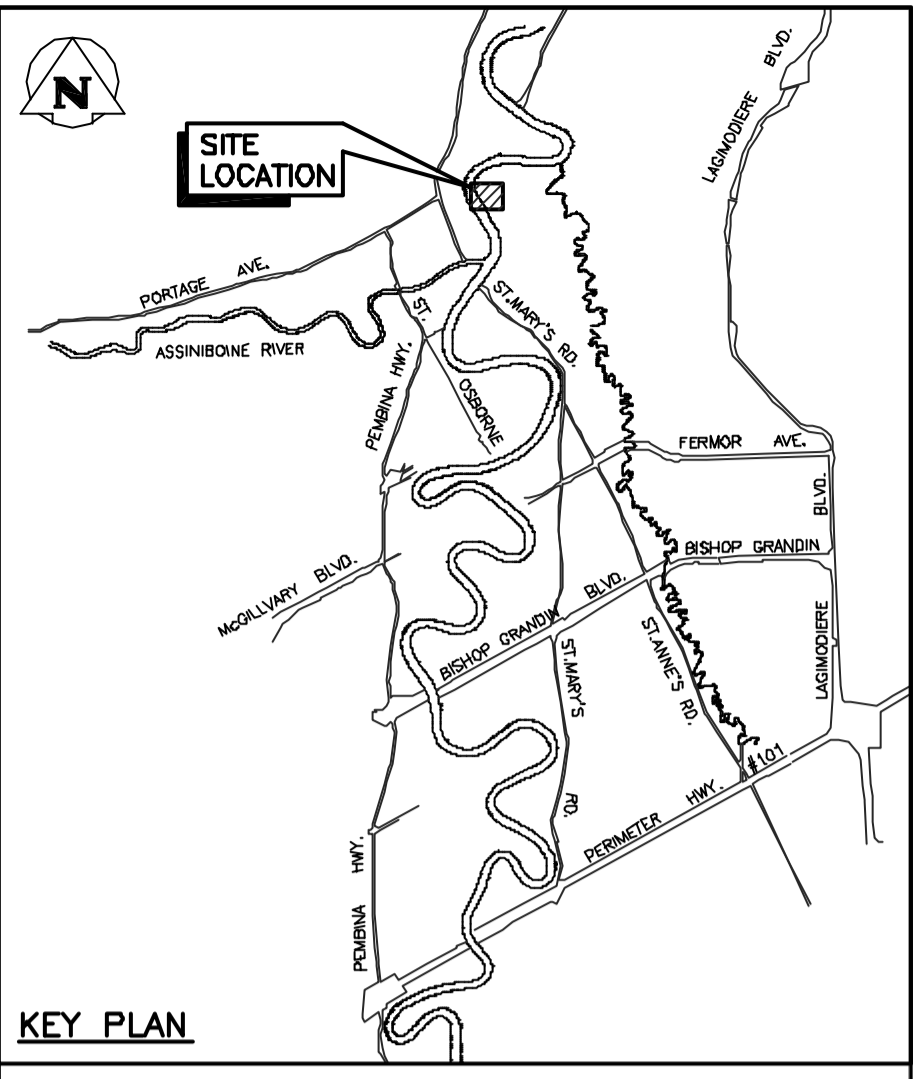 N
LAGIMODIERE BLVD.
SITE
LOCATION
PORTAGE AVE.
ASSINIBOINE RIVER
ST.
OSBORNE
ST.MARY'S RD.
PEMBINA HWY.
FERMOR AVE.
BLVD.
LAGIMODIERE
BISHOP GRANDIN
McGILLVARY BLVD.
BISHOP GRANDIN BLVD.
ST.MARY'S
RD.
ST.ANNE'S RD.
#101
PERIMETER HWY.
PEMBINA HWY.
KEY PLAN